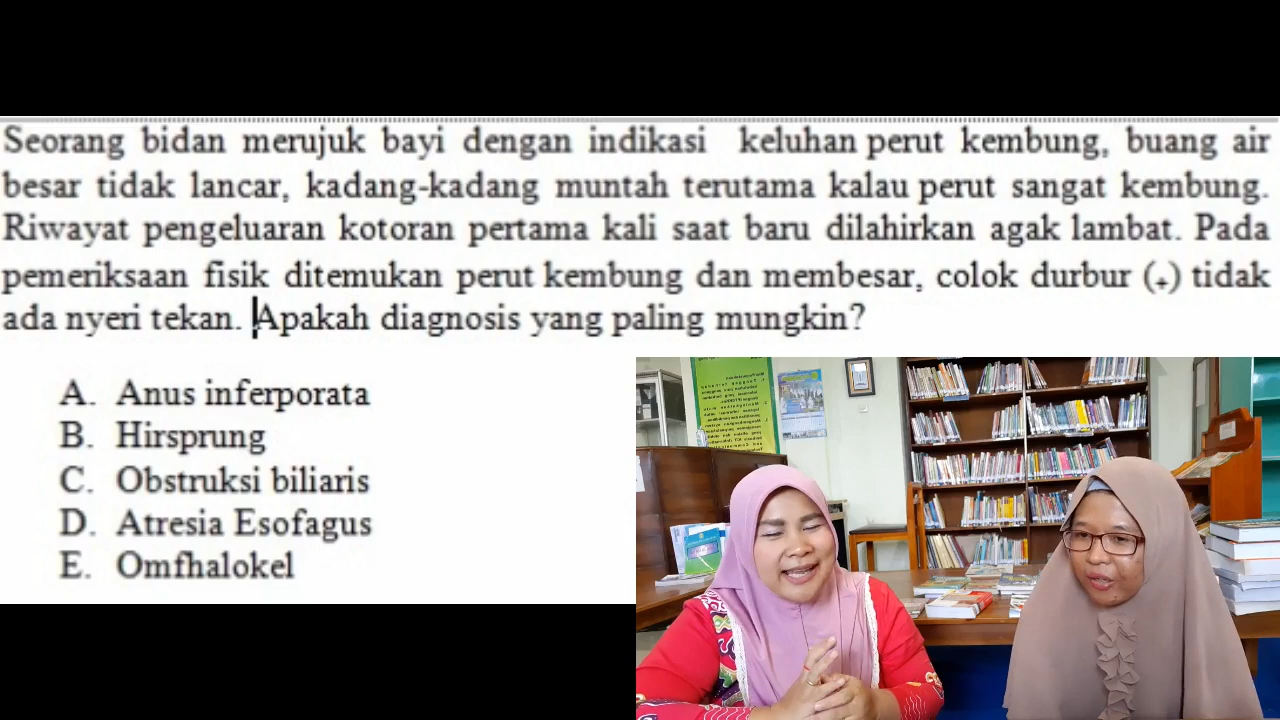 Seorang bidan merujuk bayi dengan indikasi keluhan perut kembung, buang air
besar tidak lancar, kadang-kadang muntah terutama kalau perut sangat kembung.
Riwayat pengeluaran kotoran pertama kali saat baru dilahirkan agak lambat. Pada
pemeriksaan fisik ditemukan perut kembung dan membesar, colok durbur (+) tidak
ada nyeri tekan. Apakah diagnosis yang paling mungkin?
A. Anus inferporata
B. Hirsprung
C. Obstruksi biliaris
D. Atresia Esofagus
E. Omfhalokel